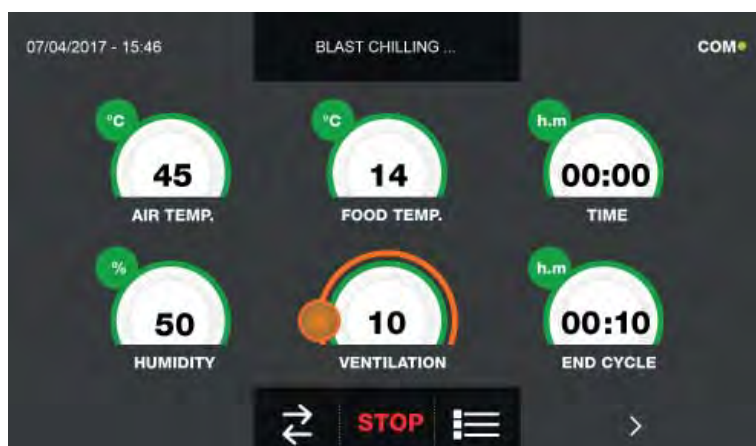 07/04/2017 - 15:46
BLAST CHILLING ...
COM
°C
45
AIR TEMP.
°C
14
FOOD TEMP.
h.m
00:00
TIME
%
50
HUMIDITY
10
VENTILATION
h.m
00:10
END CYCLE
STOP